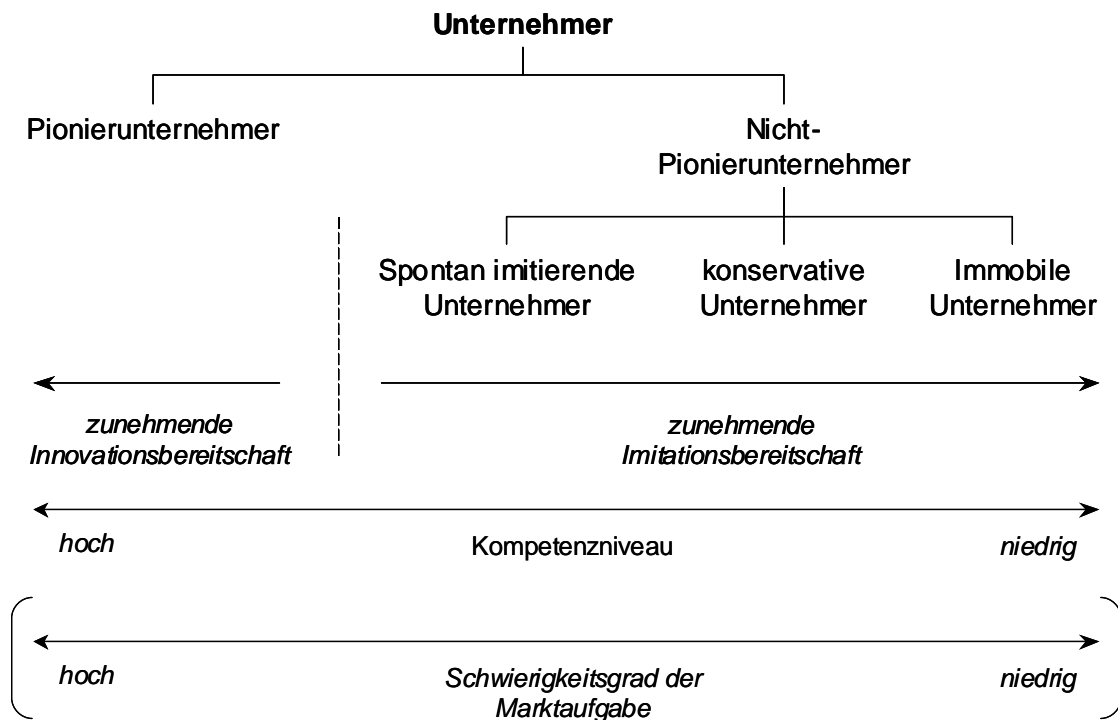 Unternehmer
Pionierunternehmer
Nicht-
Pionierunternehmer
Spontan imitierende
Unternehmer
konservative
Unternehmer
Immobile
Unternehmer
zunehmende
Innovationsbereitschaft
zunehmende
Imitationsbereitschaft
hoch
Kompetenzniveau
niedrig
hoch
Schwierigkeitsgrad der
Marktaufgabe
niedrig